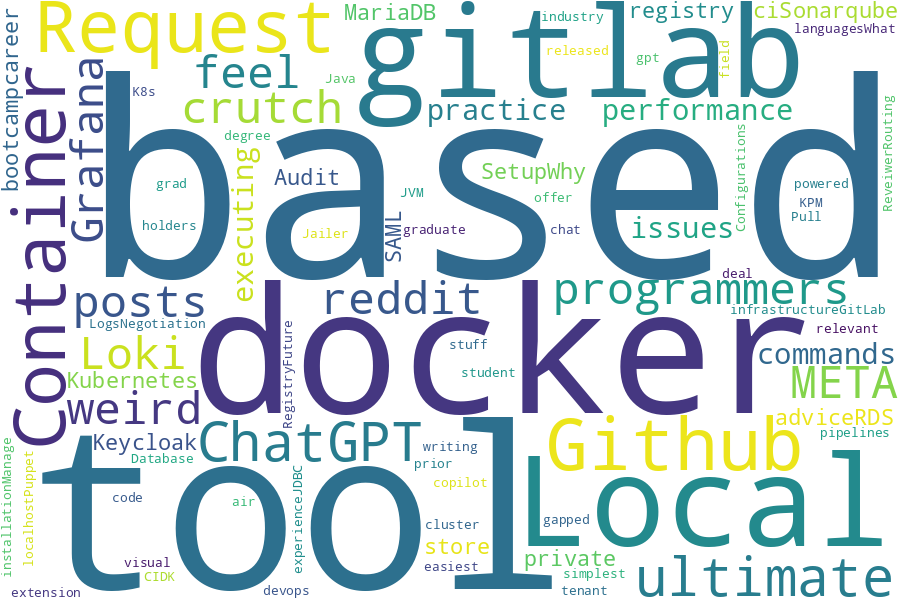 bootcampcareer
Request
MariaDB
gitlab
industry
registry
ciSonarqube
languagesWhat
released
field
gpt
feel
Java
K8s
Grafana
Container
crutch
practice
performance
ReveiwerRouting
based
degree
executing
grad
holders
Audit
Jailer
SAML
JVM
graduate
SetupWhy
offer
chat
issues
Configurations
powered
KPM
Pull
deal
posts
reddit
programmers
infrastructureGitLab
LogsNegotiation
docker
RegistryFuture
relevant
Loki
stuff
commands
Kubernetes
student
META
weird
adviceRDS
Keycloak
ChatGPT
Github
pipelines
Database
writing
prior
installationManage
localhostPuppet
tool
experienceJDBC
copilot
Local
code
air
cluster
gapped
store
private
easiest
simplest
visual
CIDK
ultimate
extension
devops
tenant